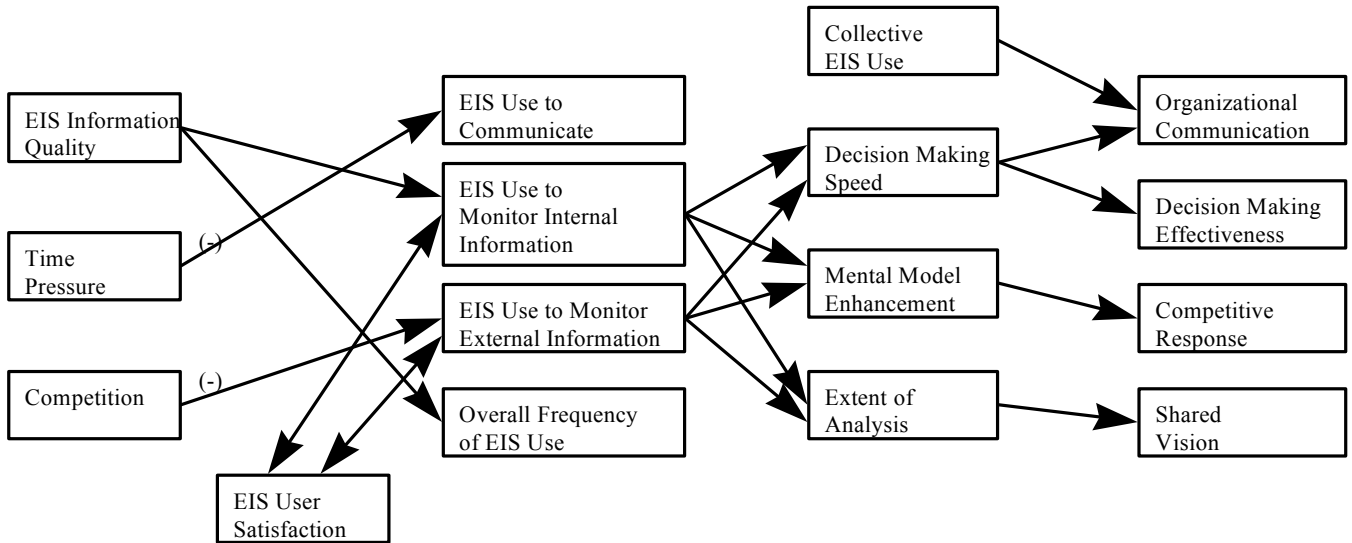 Collective
EIS Use
EIS Information
Quality
EIS Use to
Communicate
Organizational
Communication
Decision Making
Speed
EIS Use to
Monitor Internal
Information
Decision Making
Effectiveness
(-)
Time
Pressure
Mental Model
Enhancement
EIS Use to Monitor
External Information
Competitive
Response
(-)
Competition
Overall Frequency
of EIS Use
Extent of
Analysis
Shared
Vision
EIS User
Satisfaction